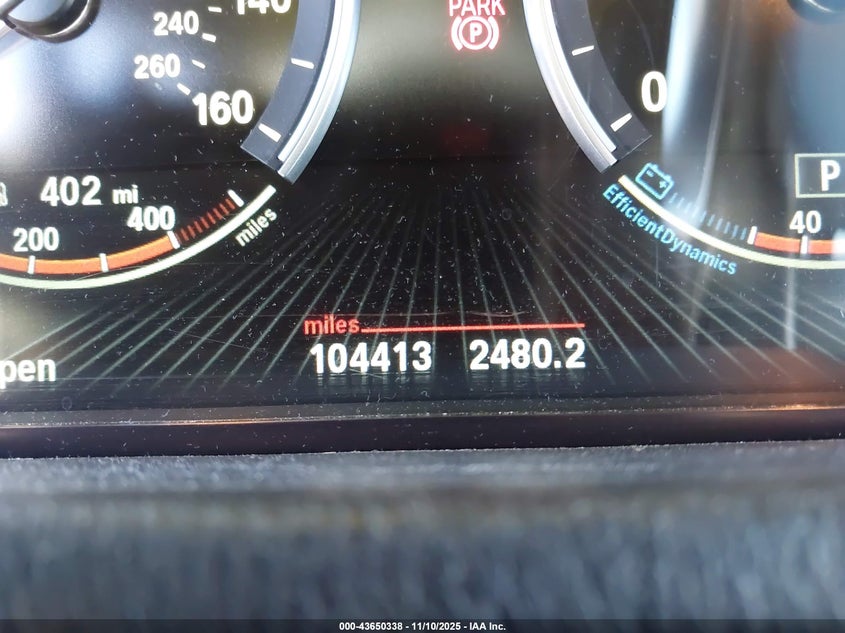 PARK
P
140
240
260
160
0
402 mi
400
200
miles
EfficientDynamics
P
40
miles
104413 2480.2
pen
000-43650338 - 11/10/2025 - IAA Inc.